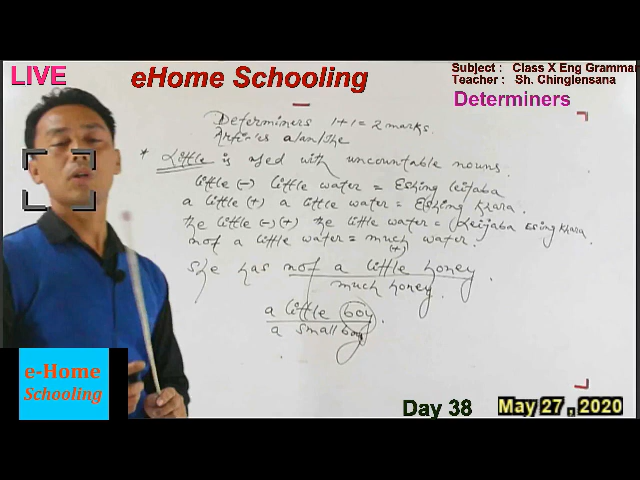 LIVE
eHome Schooling
Subject : Class X Eng Grammar
Teacher : Sh. Chinglensana
Determiners
Determiners 1+1=2 marks.
Articles a/an/the
* Little is used with uncountable nouns.
little (-) little water = Eshing leijaba
a little (+) a little water = Eshing khara.
the little (-)(+) the little water = Leijaba Esing khara.
not a little water = much water.
(+)
She has not a little honey
much honey.
a little boy.
a small boy
e-Home
Schooling
Day 38
May 27 , 2020